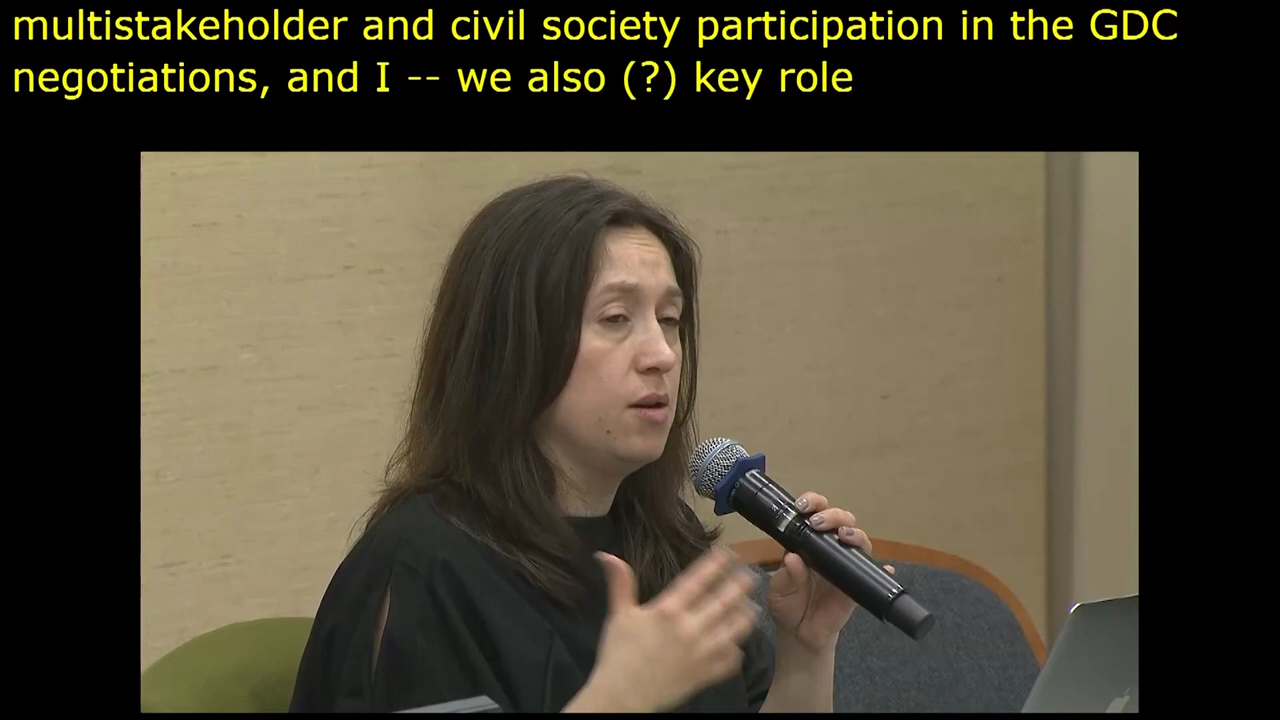 multistakeholder and civil society participation in the GDC
negotiations, and I -- we also (?) key role